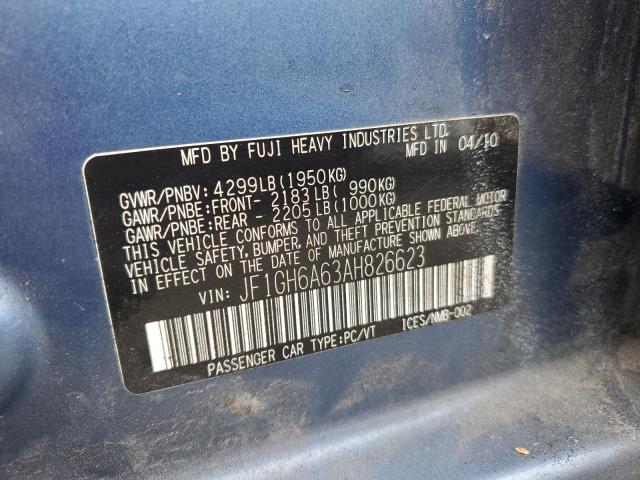 MFD BY FUJI HEAVY INDUSTRIES LTD.
MFD IN 04/10
GVWR/PNBV: 4299LB(1950KG)
GAWR/PNBE:FRONT- 2183LB( 990KG)
GAWR/PNBE:REAR - 2205LB(1000KG)
THIS VEHICLE CONFORMS TO ALL APPLICABLE FEDERAL MOTOR
VEHICLE SAFETY, BUMPER, AND THEFT PREVENTION STANDARDS
IN EFFECT ON THE DATE OF MANUFACTURE SHOWN ABOVE.
VIN: JF1GH6A63AH826623
PASSENGER CAR TYPE:PC/VT ICES/NMB-002